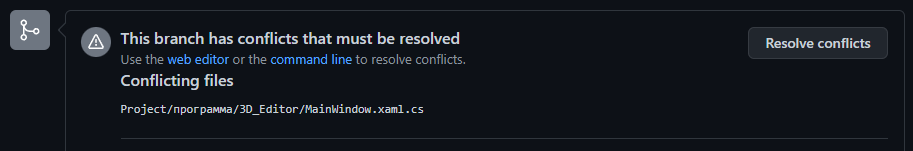 This branch has conflicts that must be resolved
Resolve conflicts
Use the web editor or the command line to resolve conflicts.
Conflicting files
Project/программа/3D_Editor/MainWindow.xaml.cs